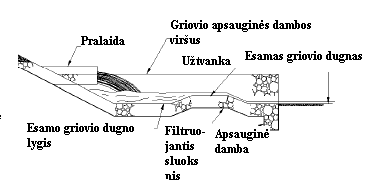 Griovio apsauginės dambos
viršus
Pralaida
Užtvanka
Esamas griovio dugnas
Esamo griovio dugno
lygis
Filtruo-
jantis
sluoks
nis
Apsauginė
damba